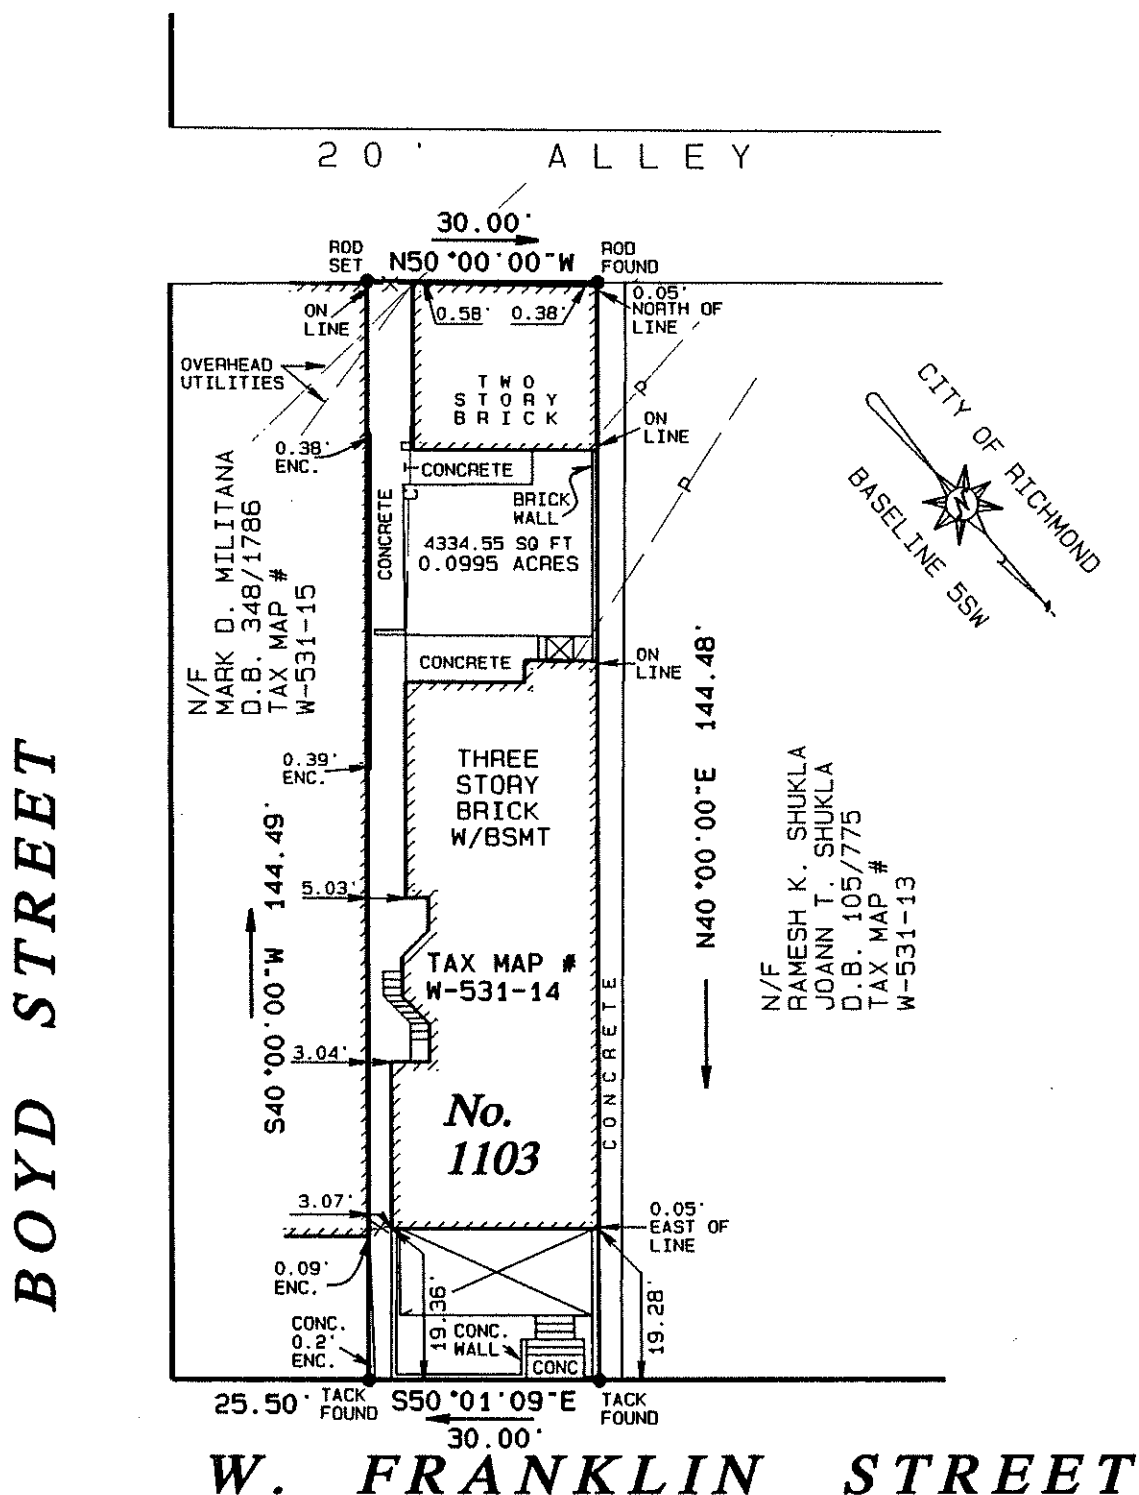 20' ALLEY
30.00'
N50°00'00"W
ROD
SET
ROD
FOUND
ON
LINE
0.58'
0.38'
0.05'
NORTH OF
LINE
OVERHEAD
UTILITIES
TWO
STORY
BRICK
P
ON
LINE
0.38'
ENC.
CONCRETE
CONCRETE
BRICK
WALL
P
4334.55 SQ FT
0.0995 ACRES
CITY OF RICHMOND
N
BASELINE 5SW
N/F
MARK D. MILITANA
D.B. 348/1786
TAX MAP #
W-531-15
CONCRETE
ON
LINE
0.39'
ENC.
THREE
STORY
BRICK
W/BSMT
N40°00'00"E 144.48'
N/F
RAMESH K. SHUKLA
JOANN T. SHUKLA
D.B. 105/775
TAX MAP #
W-531-13
S40°00'00"W 144.49'
5.03'
TAX MAP #
W-531-14
3.04'
CONCRETE
No.
1103
3.07'
0.05'
EAST OF
LINE
0.09'
ENC.
19.36'
19.28'
CONC.
0.2'
ENC.
CONC.
WALL
CONC
25.50'
TACK
FOUND
S50°01'09"E
30.00'
TACK
FOUND
BOYD STREET
W. FRANKLIN STREET